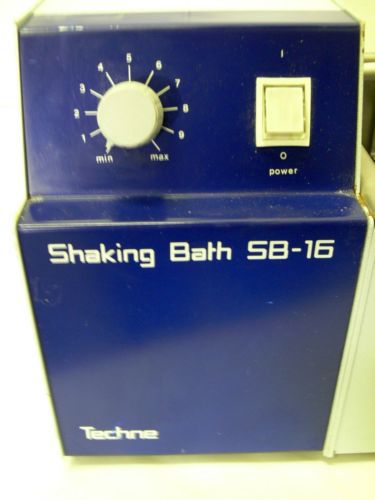 I
5
4 6
3 7
2 8
1 9
min max
O
power
Shaking Bath SB-16
Techne